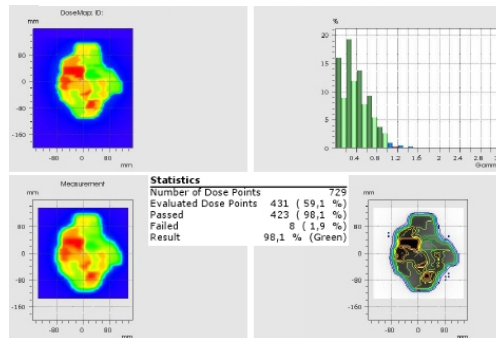 DoseMap: ID:
mm
80
0
-80
-160
-80
0
80
mm
%
20
15
10
5
0
0.4
0.8
1.2
1.6
2
2.4
2.8
3.
Gamm
Measurement
mm
80
0
-80
-160
-80
0
80
mm
Statistics
Number of Dose Points 729
Evaluated Dose Points 431 ( 59,1 %)
Passed 423 ( 98,1 %)
Failed 8 ( 1,9 %)
Result 98,1 % (Green)
mm
80
0
-80
-160
-80
0
80
mm